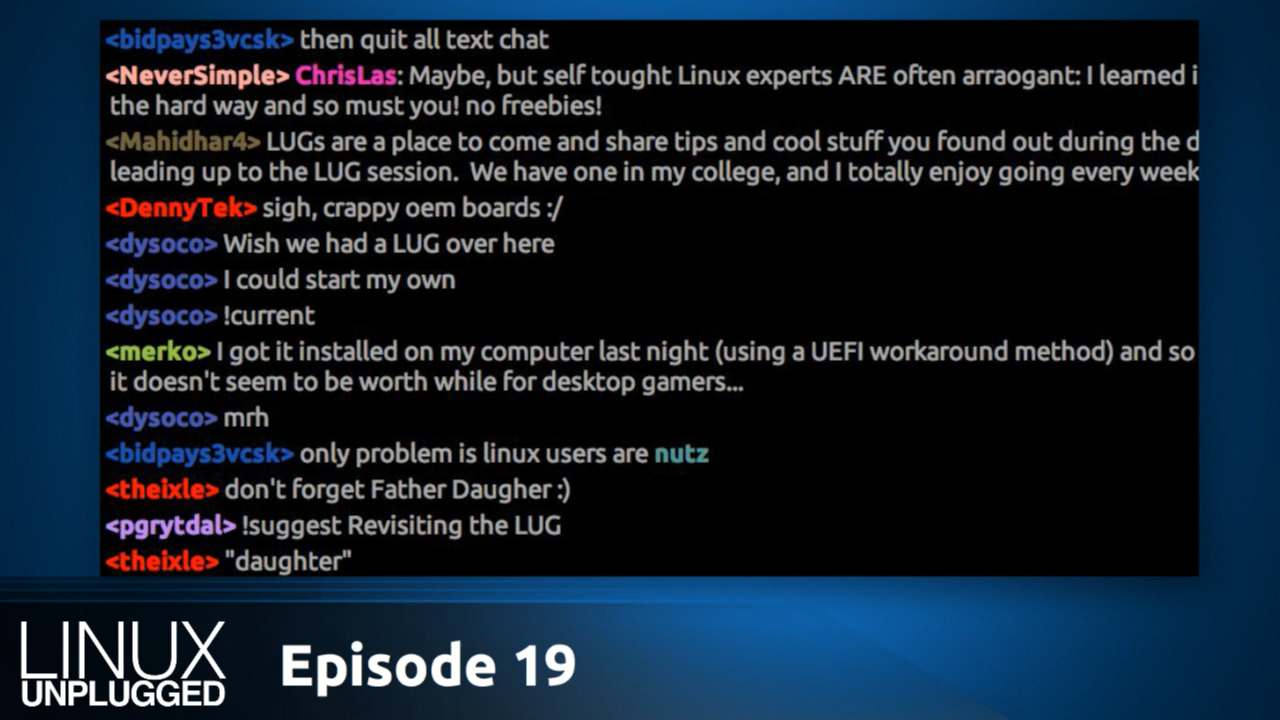 <bidpays3vcsk> then quit all text chat
<NeverSimple> ChrisLas: Maybe, but self tought Linux experts ARE often arraogant: I learned i
the hard way and so must you! no freebies!
<Mahidhar4> LUGs are a place to come and share tips and cool stuff you found out during the d
leading up to the LUG session.  We have one in my college, and I totally enjoy going every week
<DennyTek> sigh, crappy oem boards :/
<dysoco> Wish we had a LUG over here
<dysoco> I could start my own
<dysoco> !current
<merko> I got it installed on my computer last night (using a UEFI workaround method) and so
it doesn't seem to be worth while for desktop gamers...
<dysoco> mrh
<bidpays3vcsk> only problem is linux users are nutz
<theixle> don't forget Father Daugher :)
<pgrytdal> !suggest Revisiting the LUG
<theixle> "daughter"
LINUX
UNPLUGGED
Episode 19